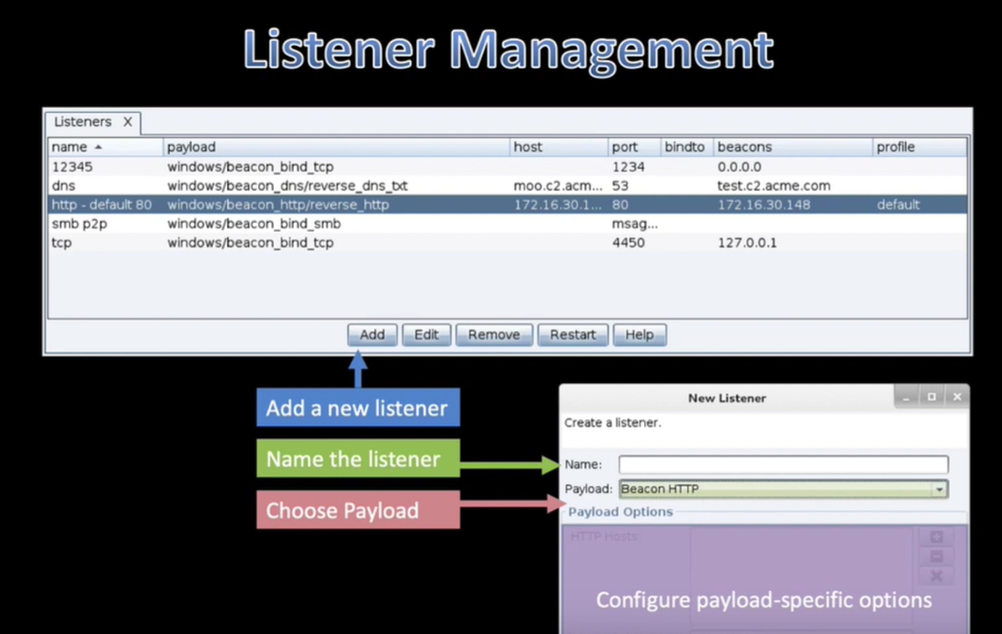 Listener Management
Listeners X
name payload host port bindto beacons profile
12345 windows/beacon_bind_tcp 1234 0.0.0.0
dns windows/beacon_dns/reverse_dns_txt moo.c2.acm... 53 test.c2.acme.com
http - default 80 windows/beacon_http/reverse_http 172.16.30.1... 80 172.16.30.148 default
smb p2p windows/beacon_bind_smb msag...
tcp windows/beacon_bind_tcp 4450 127.0.0.1
Add Edit Remove Restart Help
Add a new listener
Name the listener
Choose Payload
New Listener
Create a listener.
Name:
Payload: Beacon HTTP
Payload Options
HTTP Hosts
Configure payload-specific options